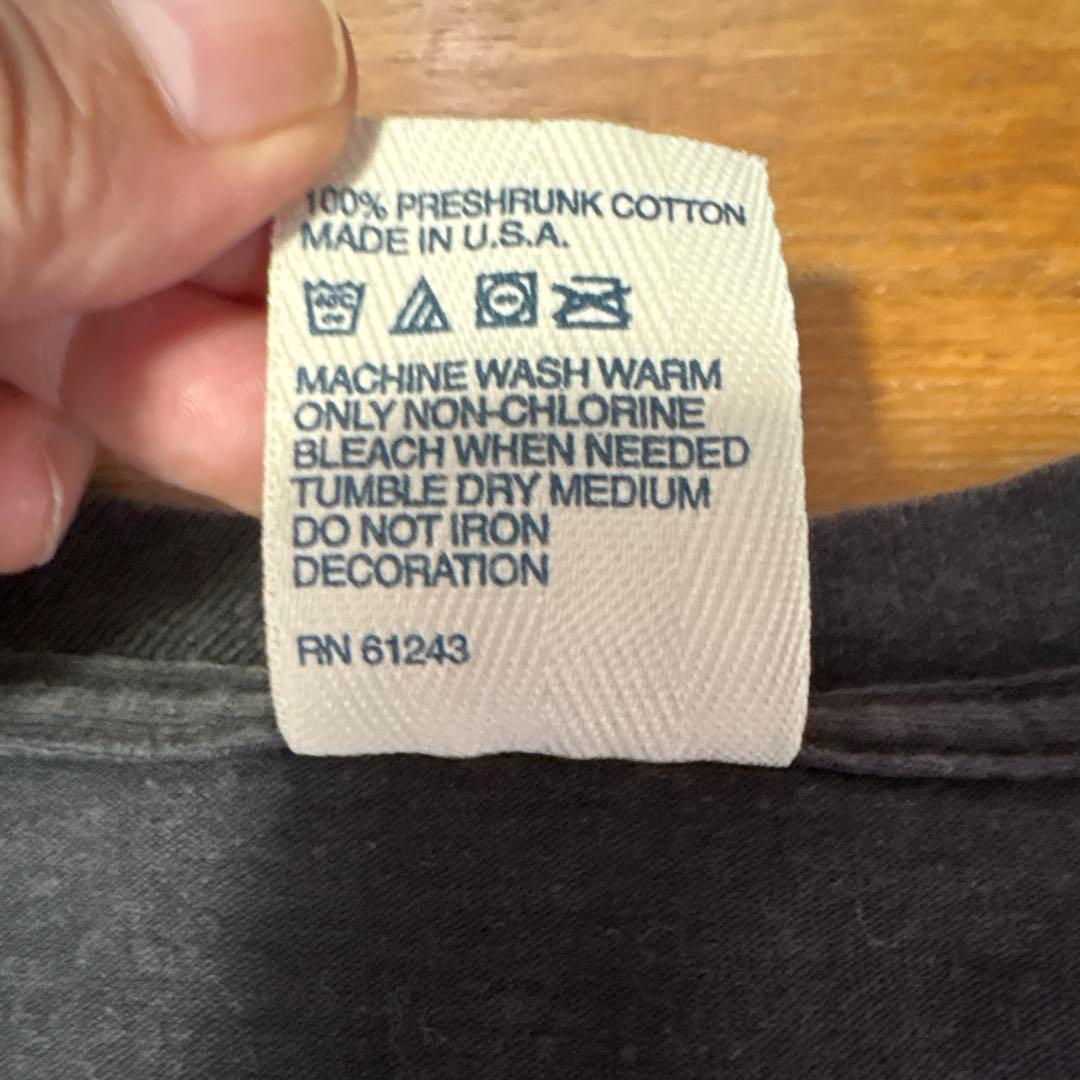 100% PRESHRUNK COTTON
MADE IN U.S.A.
MACHINE WASH WARM
ONLY NON-CHLORINE
BLEACH WHEN NEEDED
TUMBLE DRY MEDIUM
DO NOT IRON
DECORATION
RN 61243